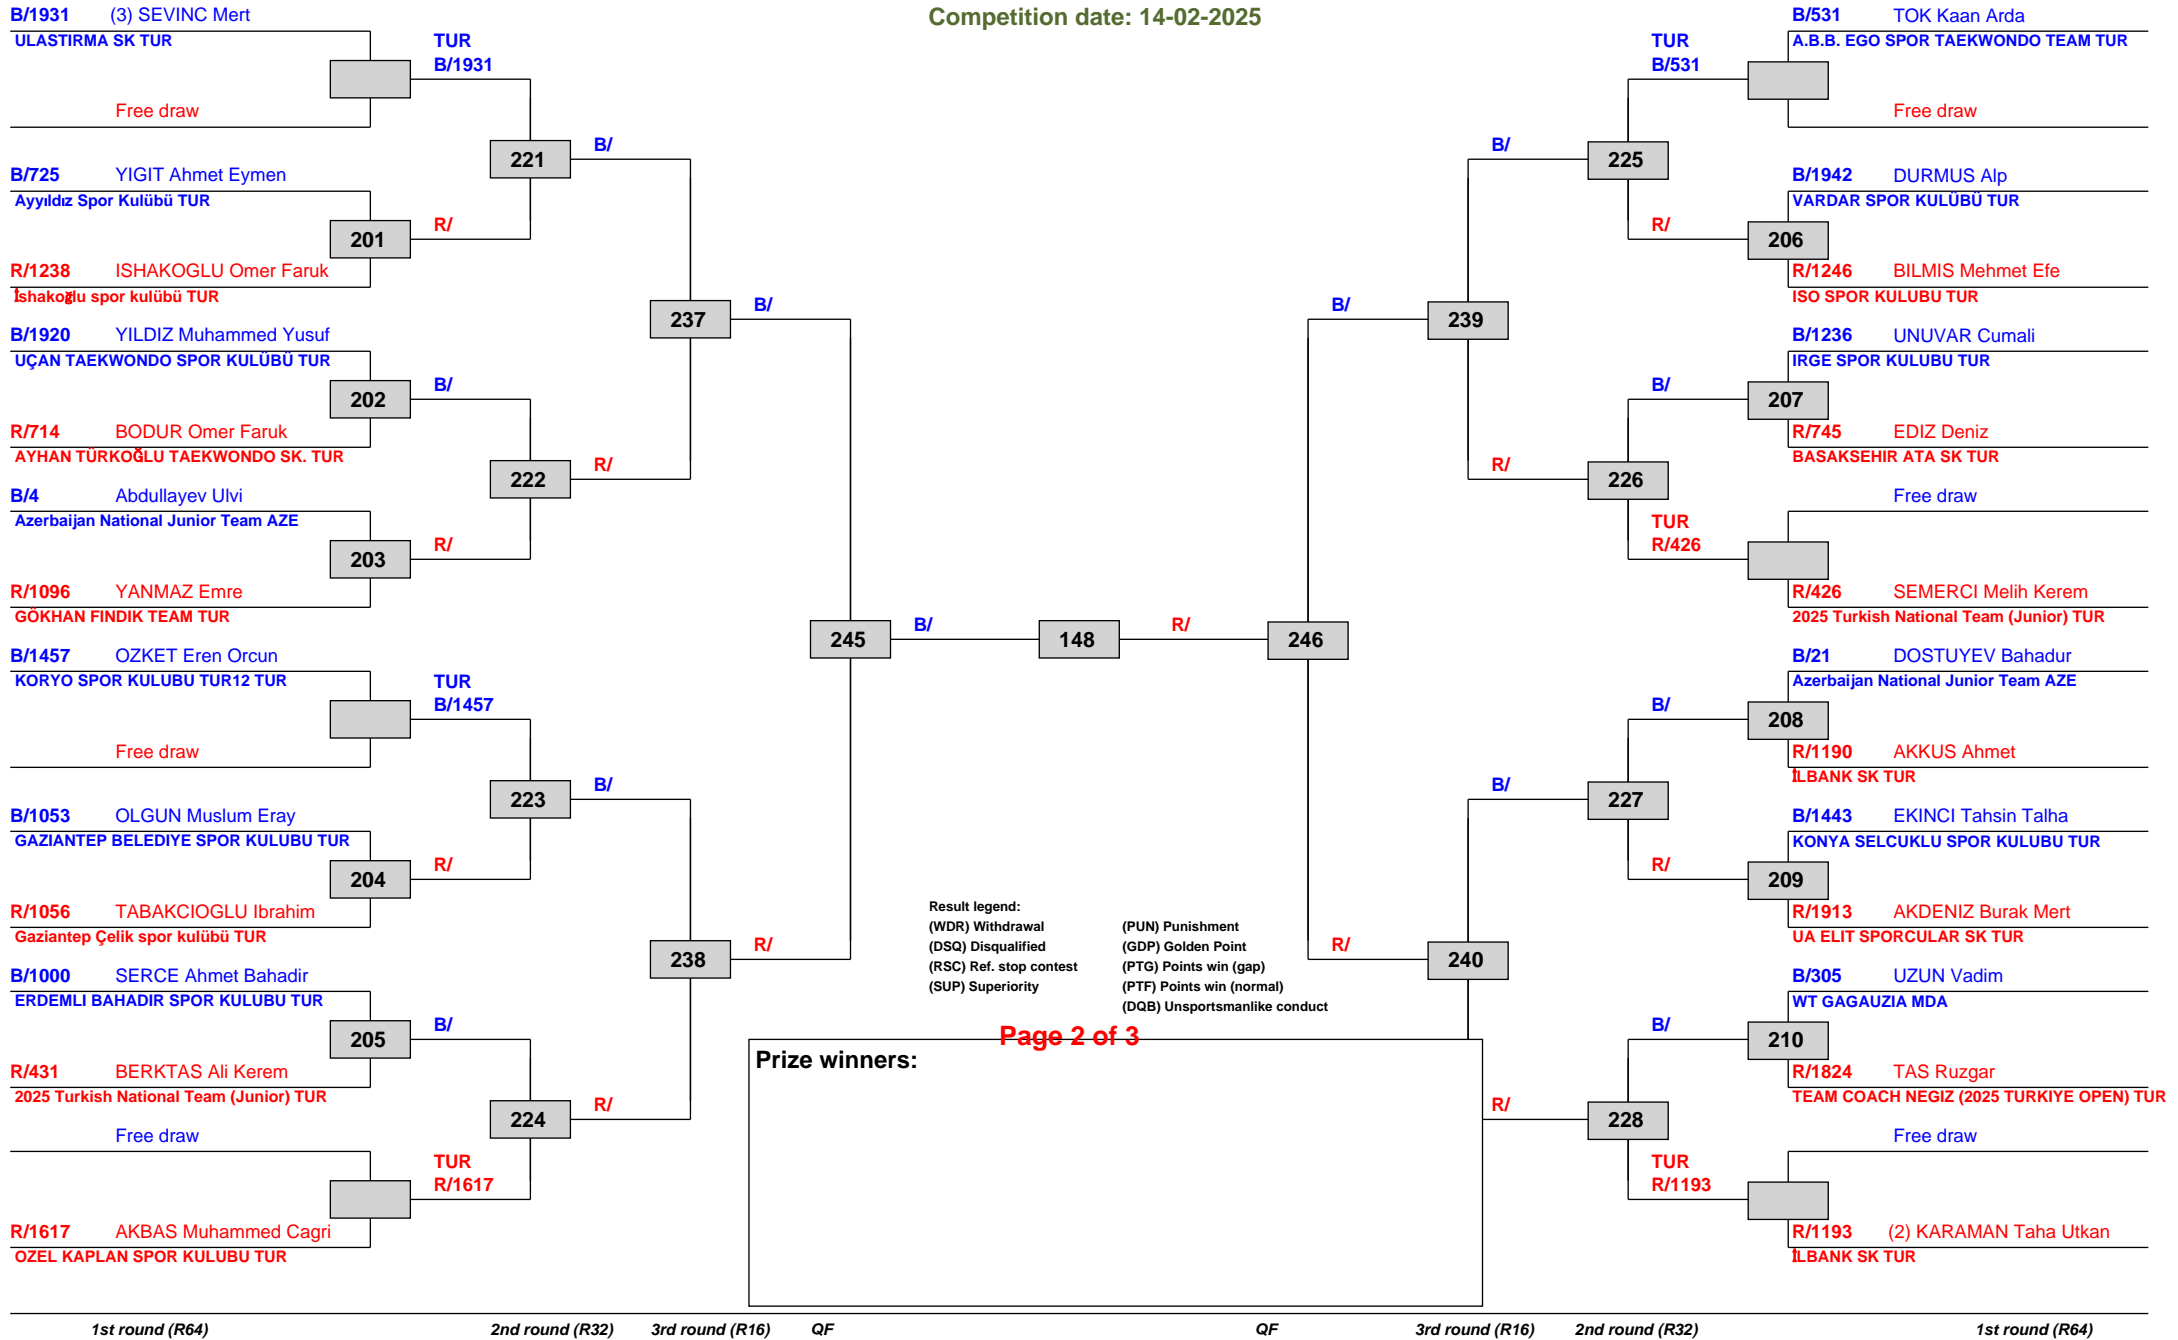 Competition date: 14-02-2025
B/1931 (3) SEVINC Mert
ULASTIRMA SK TUR
TUR
B/1931
Free draw
221
B/
B/725 YIGIT Ahmet Eymen
Ayyıldız Spor Kulübü TUR
201
R/
R/1238 ISHAKOGLU Omer Faruk
İshakoğlu spor kulübü TUR
237
B/
B/1920 YILDIZ Muhammed Yusuf
UÇAN TAEKWONDO SPOR KULÜBÜ TUR
202
B/
R/714 BODUR Omer Faruk
AYHAN TÜRKOĞLU TAEKWONDO SK. TUR
222
R/
B/4 Abdullayev Ulvi
Azerbaijan National Junior Team AZE
203
R/
R/1096 YANMAZ Emre
GÖKHAN FINDIK TEAM TUR
245
B/
148
R/
246
B/1457 OZKET Eren Orcun
KORYO SPOR KULUBU TUR12 TUR
TUR
B/1457
Free draw
223
B/
B/1053 OLGUN Muslum Eray
GAZIANTEP BELEDIYE SPOR KULUBU TUR
204
R/
R/1056 TABAKCIOGLU Ibrahim
Gaziantep Çelik spor kulübü TUR
238
R/
B/1000 SERCE Ahmet Bahadir
ERDEMLI BAHADIR SPOR KULUBU TUR
205
B/
R/431 BERKTAS Ali Kerem
2025 Turkish National Team (Junior) TUR
224
R/
Free draw
TUR
R/1617
R/1617 AKBAS Muhammed Cagri
OZEL KAPLAN SPOR KULUBU TUR
B/531 TOK Kaan Arda
A.B.B. EGO SPOR TAEKWONDO TEAM TUR
TUR
B/531
Free draw
B/
225
B/1942 DURMUS Alp
VARDAR SPOR KULÜBÜ TUR
R/
206
R/1246 BILMIS Mehmet Efe
ISO SPOR KULUBU TUR
B/
239
B/1236 UNUVAR Cumali
IRGE SPOR KULUBU TUR
B/
207
R/745 EDIZ Deniz
BASAKSEHIR ATA SK TUR
R/
226
Free draw
TUR
R/426
R/426 SEMERCI Melih Kerem
2025 Turkish National Team (Junior) TUR
B/21 DOSTUYEV Bahadur
Azerbaijan National Junior Team AZE
B/
208
R/1190 AKKUS Ahmet
İLBANK SK TUR
B/
227
B/1443 EKINCI Tahsin Talha
KONYA SELCUKLU SPOR KULUBU TUR
R/
209
R/1913 AKDENIZ Burak Mert
UA ELIT SPORCULAR SK TUR
R/
240
B/305 UZUN Vadim
WT GAGAUZIA MDA
B/
210
R/1824 TAS Ruzgar
TEAM COACH NEGIZ (2025 TURKIYE OPEN) TUR
R/
228
Free draw
TUR
R/1193
R/1193 (2) KARAMAN Taha Utkan
İLBANK SK TUR
Result legend:
(WDR) Withdrawal (PUN) Punishment
(DSQ) Disqualified (GDP) Golden Point
(RSC) Ref. stop contest (PTG) Points win (gap)
(SUP) Superiority (PTF) Points win (normal)
(DQB) Unsportsmanlike conduct
Page 2 of 3
Prize winners:
1st round (R64) 2nd round (R32) 3rd round (R16) QF QF 3rd round (R16) 2nd round (R32) 1st round (R64)